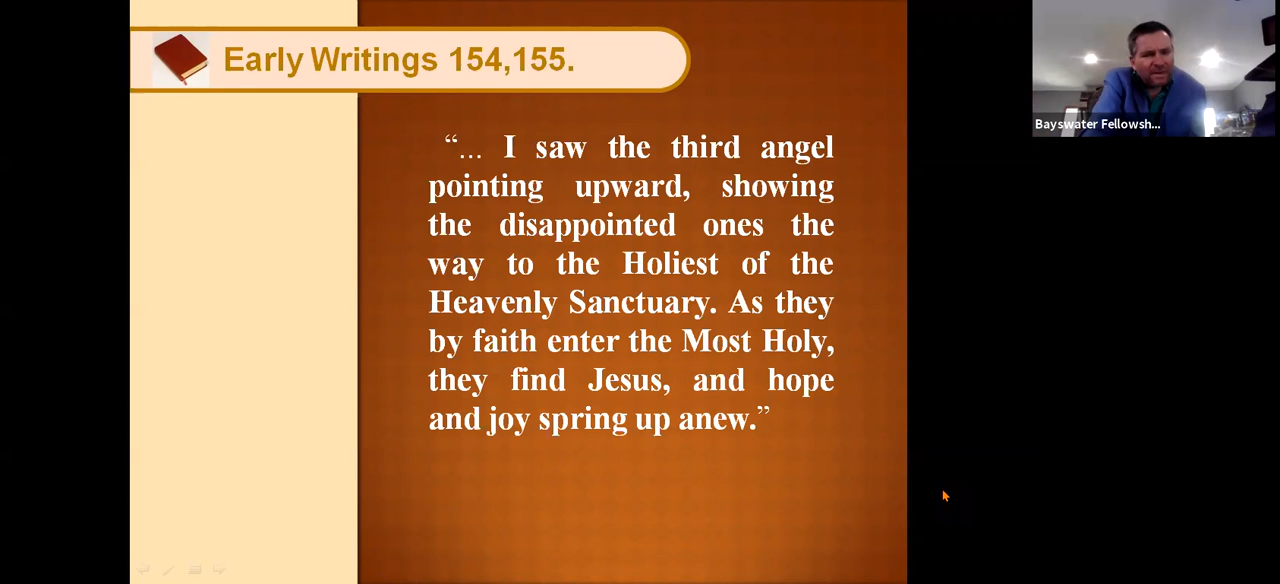 Early Writings 154,155.
“... I saw the third angel
pointing upward, showing
the disappointed ones the
way to the Holiest of the
Heavenly Sanctuary. As they
by faith enter the Most Holy,
they find Jesus, and hope
and joy spring up anew.”
Bayswater Fellowsh...